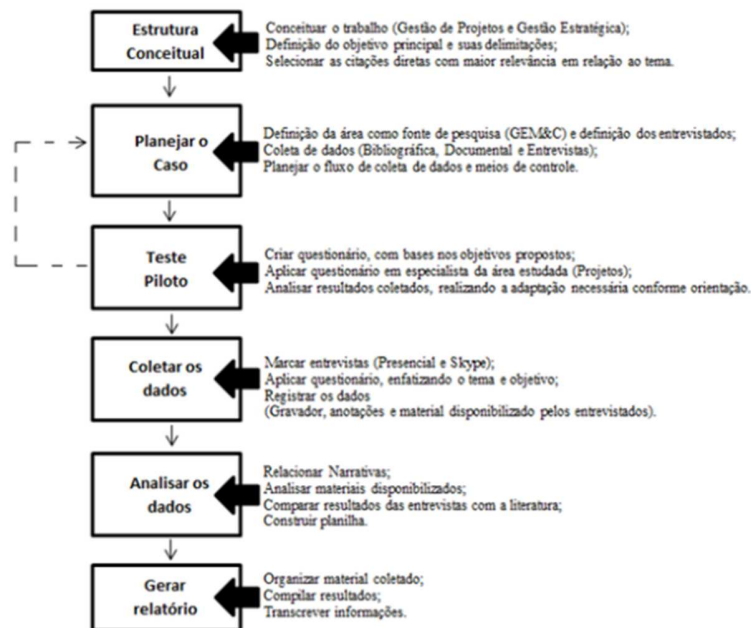 Estrutura
Conceitual
Conceituar o trabalho (Gestão de Projetos e Gestão Estratégica);
Definição do objetivo principal e suas delimitações;
Selecionar as citações diretas com maior relevância em relação ao tema.
Planejar o
Caso
Definição da área como fonte de pesquisa (GEM&C) e definição dos entrevistados;
Coleta de dados (Bibliográfica, Documental e Entrevistas);
Planejar o fluxo de coleta de dados e meios de controle.
Teste
Piloto
Criar questionário, com bases nos objetivos propostos;
Aplicar questionário em especialista da área estudada (Projetos);
Analisar resultados coletados, realizando a adaptação necessária conforme orientação.
Coletar os
dados
Marcar entrevistas (Presencial e Skype);
Aplicar questionário, enfatizando o tema e objetivo;
Registrar os dados
(Gravador, anotações e material disponibilizado pelos entrevistados).
Analisar os
dados
Relacionar Narrativas;
Analisar materiais disponibilizados;
Comparar resultados das entrevistas com a literatura;
Construir planilha.
Gerar
relatório
Organizar material coletado;
Compilar resultados;
Transcrever informações.